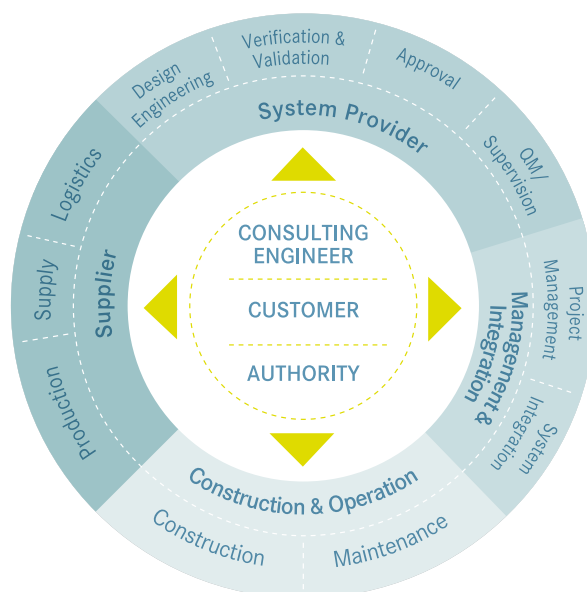 Verification &
Validation
Approval
Design
Engineering
System Provider
QM/
Supervision
Logistics
Supply
Production
Supplier
CONSULTING
ENGINEER
CUSTOMER
AUTHORITY
Project
Management
Management &
Integration
System
Integration
Construction & Operation
Construction
Maintenance